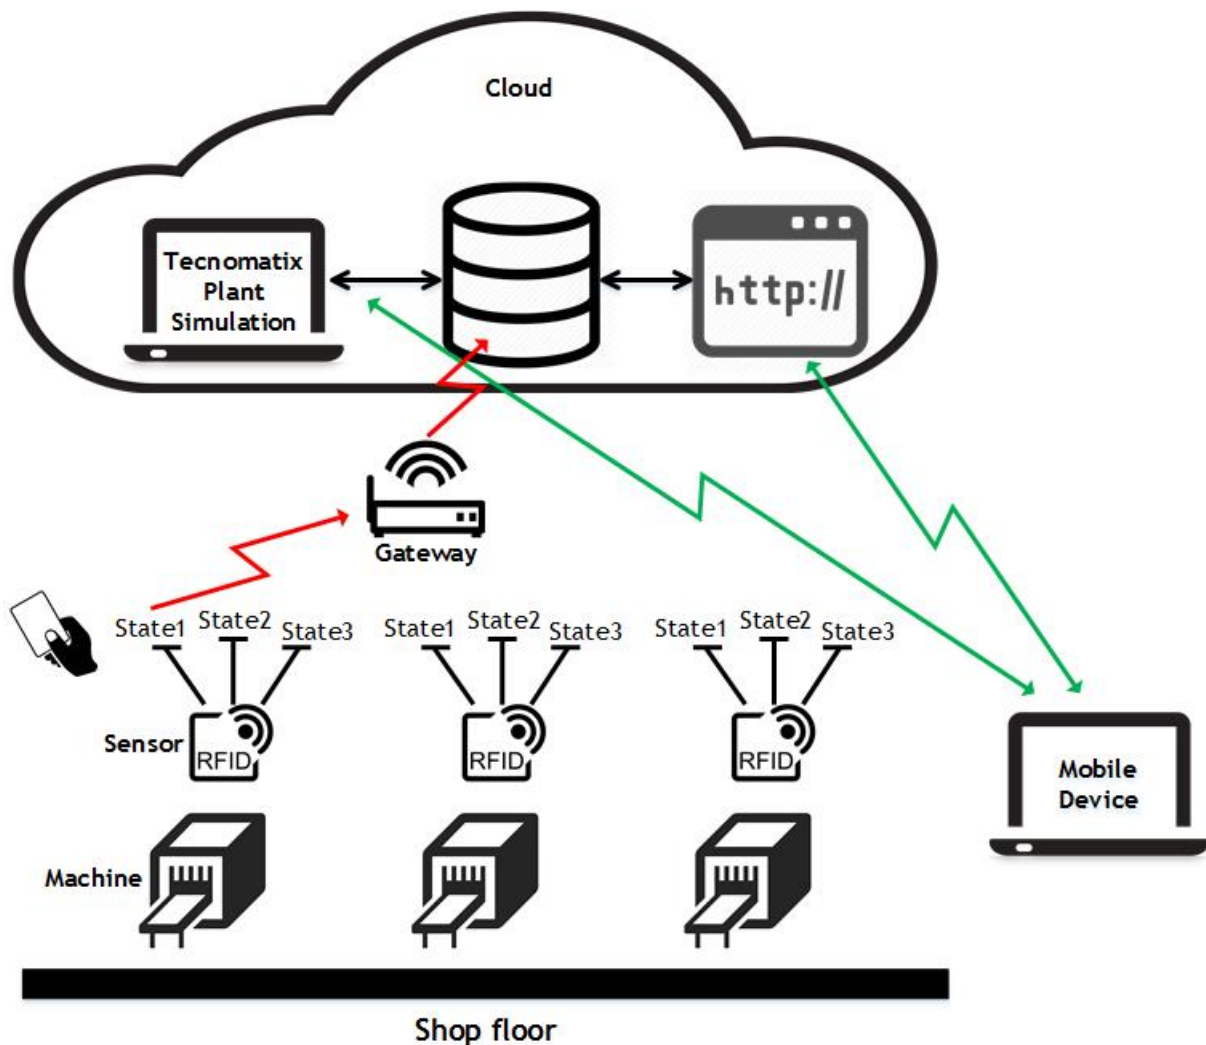 Cloud
Tecnomatix
Plant
Simulation
http://
Gateway
State1 State2 State3
State1 State2 State3
State1 State2 State3
Sensor
RFID
RFID
RFID
Mobile
Device
Machine
Shop floor